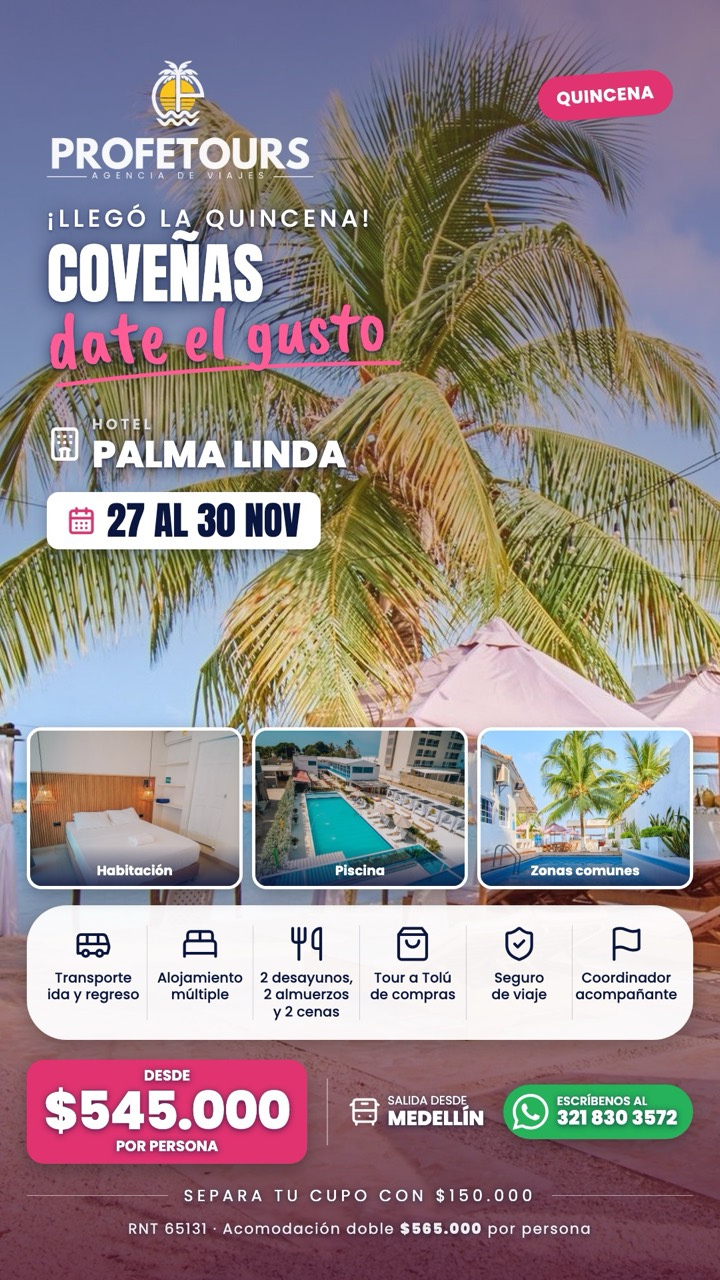 QUINCENA
PROFETOURS
AGENCIA DE VIAJES
¡LLEGÓ LA QUINCENA!
COVEÑAS
date el gusto
HOTEL
PALMA LINDA
27 AL 30 NOV
Habitación
Piscina
Zonas comunes
Transporte
ida y regreso
Alojamiento
múltiple
2 desayunos,
2 almuerzos
y 2 cenas
Tour a Tolú
de compras
Seguro
de viaje
Coordinador
acompañante
DESDE
$545.000
POR PERSONA
SALIDA DESDE
MEDELLÍN
ESCRÍBENOS AL
321 830 3572
SEPARA TU CUPO CON $150.000
RNT 65131 · Acomodación doble $565.000 por persona